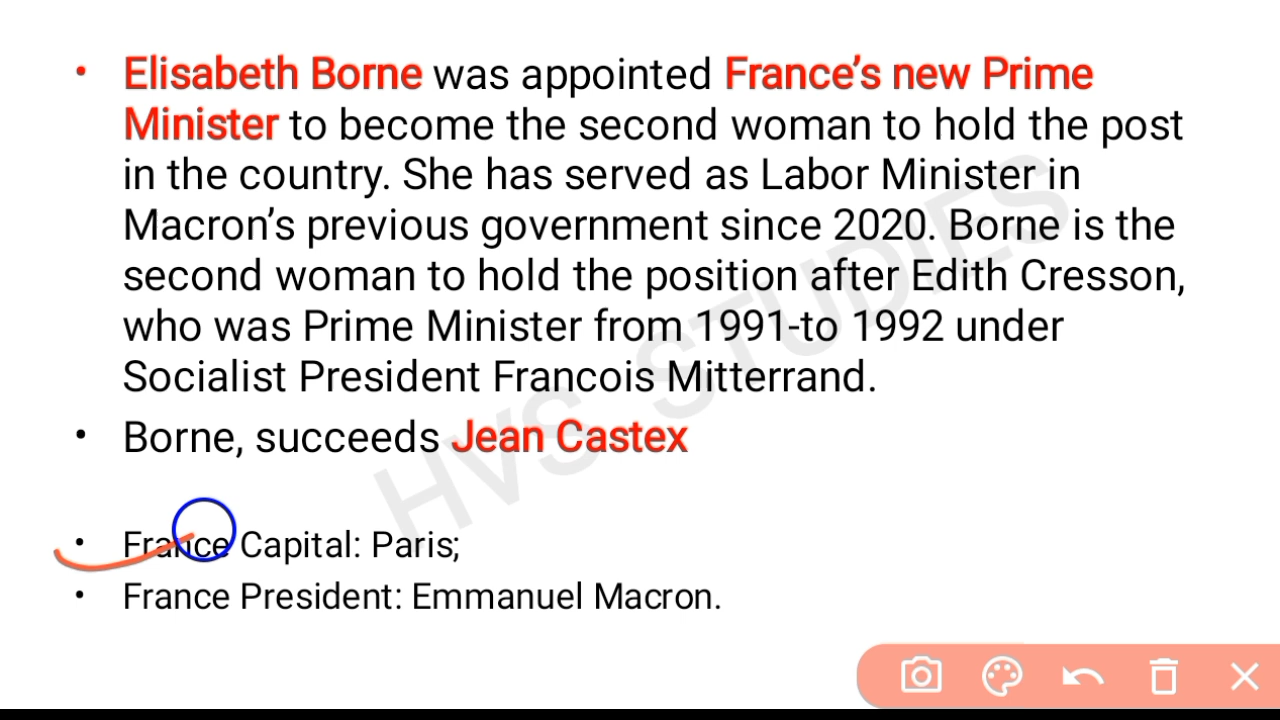 • Elisabeth Borne was appointed France’s new Prime
Minister to become the second woman to hold the post
in the country. She has served as Labor Minister in
Macron’s previous government since 2020. Borne is the
second woman to hold the position after Edith Cresson,
who was Prime Minister from 1991-to 1992 under
Socialist President Francois Mitterrand.
• Borne, succeeds Jean Castex
• France Capital: Paris;
• France President: Emmanuel Macron.
HVS STUDIES